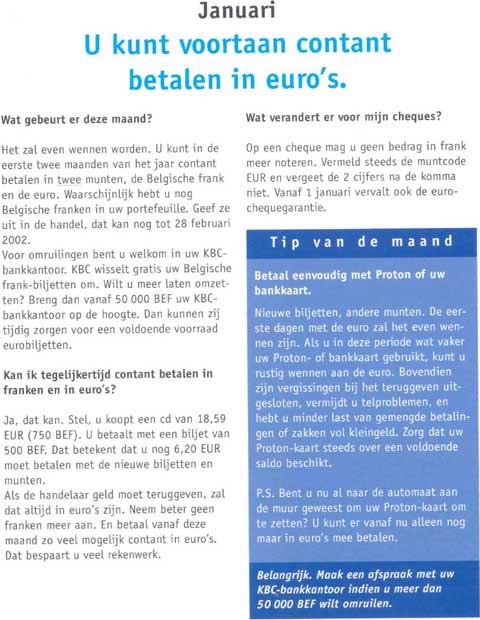 Januari
U kunt voortaan contant
betalen in euro's.
Wat gebeurt er deze maand?
Het zal even wennen worden. U kunt in de
eerste twee maanden van het jaar contant
betalen in twee munten, de Belgische frank
en de euro. Waarschijnlijk hebt u nog
Belgische franken in uw portefeuille. Geef ze
uit in de handel, dat kan nog tot 28 februari
2002.
Voor omruilingen bent u welkom in uw KBC-
bankkantoor. KBC wisselt gratis uw Belgische
frank-biljetten om. Wilt u meer laten omzet-
ten? Breng dan vanaf 50 000 BEF uw KBC-
bankkantoor op de hoogte. Dan kunnen zij
tijdig zorgen voor een voldoende voorraad
eurobiljetten.
Kan ik tegelijkertijd contant betalen in
franken en in euro's?
Ja, dat kan. Stel, u koopt een cd van 18,59
EUR (750 BEF). U betaalt met een biljet van
500 BEF. Dat betekent dat u nog 6,20 EUR
moet betalen met de nieuwe biljetten en
munten.
Als de handelaar geld moet teruggeven, zal
dat altijd in euro's zijn. Neem beter geen
franken meer aan. En betaal vanaf deze
maand zo veel mogelijk contant in euro's.
Dat bespaart u veel rekenwerk.
Wat verandert er voor mijn cheques?
Op een cheque mag u geen bedrag in frank
meer noteren. Vermeld steeds de muntcode
EUR en vergeet de 2 cijfers na de komma
niet. Vanaf 1 januari vervalt ook de euro-
chequegarantie.
Tip van de maand
Betaal eenvoudig met Proton of uw
bankkaart.
Nieuwe biljetten, andere munten. De eer-
ste dagen met de euro zal het even wen-
nen zijn. Als u in deze periode wat vaker
uw Proton- of bankkaart gebruikt, kunt u
rustig wennen aan de euro. Bovendien
zijn vergissingen bij het teruggeven uit-
gesloten, vermijdt u telproblemen, en
hebt u minder last van gemengde betalin-
gen of zakken vol kleingeld. Zorg dat uw
Proton-kaart steeds over een voldoende
saldo beschikt.
P.S. Bent u nu al naar de automaat aan
de muur geweest om uw Proton-kaart om
te zetten? U kunt er vanaf nu alleen nog
maar in euro's mee betalen.
Belangrijk. Maak een afspraak met uw
KBC-bankkantoor indien u meer dan
50 000 BEF wilt omruilen.